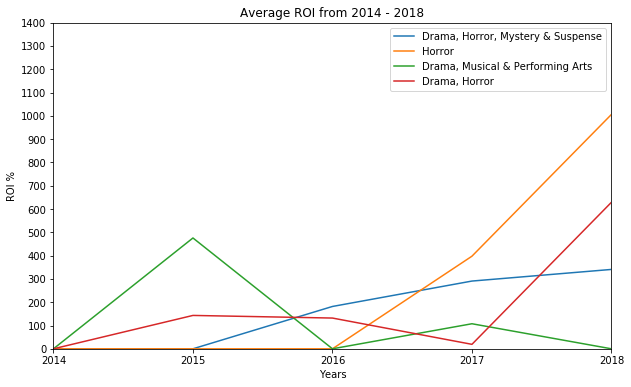 Average ROI from 2014 - 2018
1400
1300
1200
1100
1000
900
800
700
600
500
400
300
200
100
0
ROI %
Drama, Horror, Mystery & Suspense
Horror
Drama, Musical & Performing Arts
Drama, Horror
2014
2015
2016
2017
2018
Years